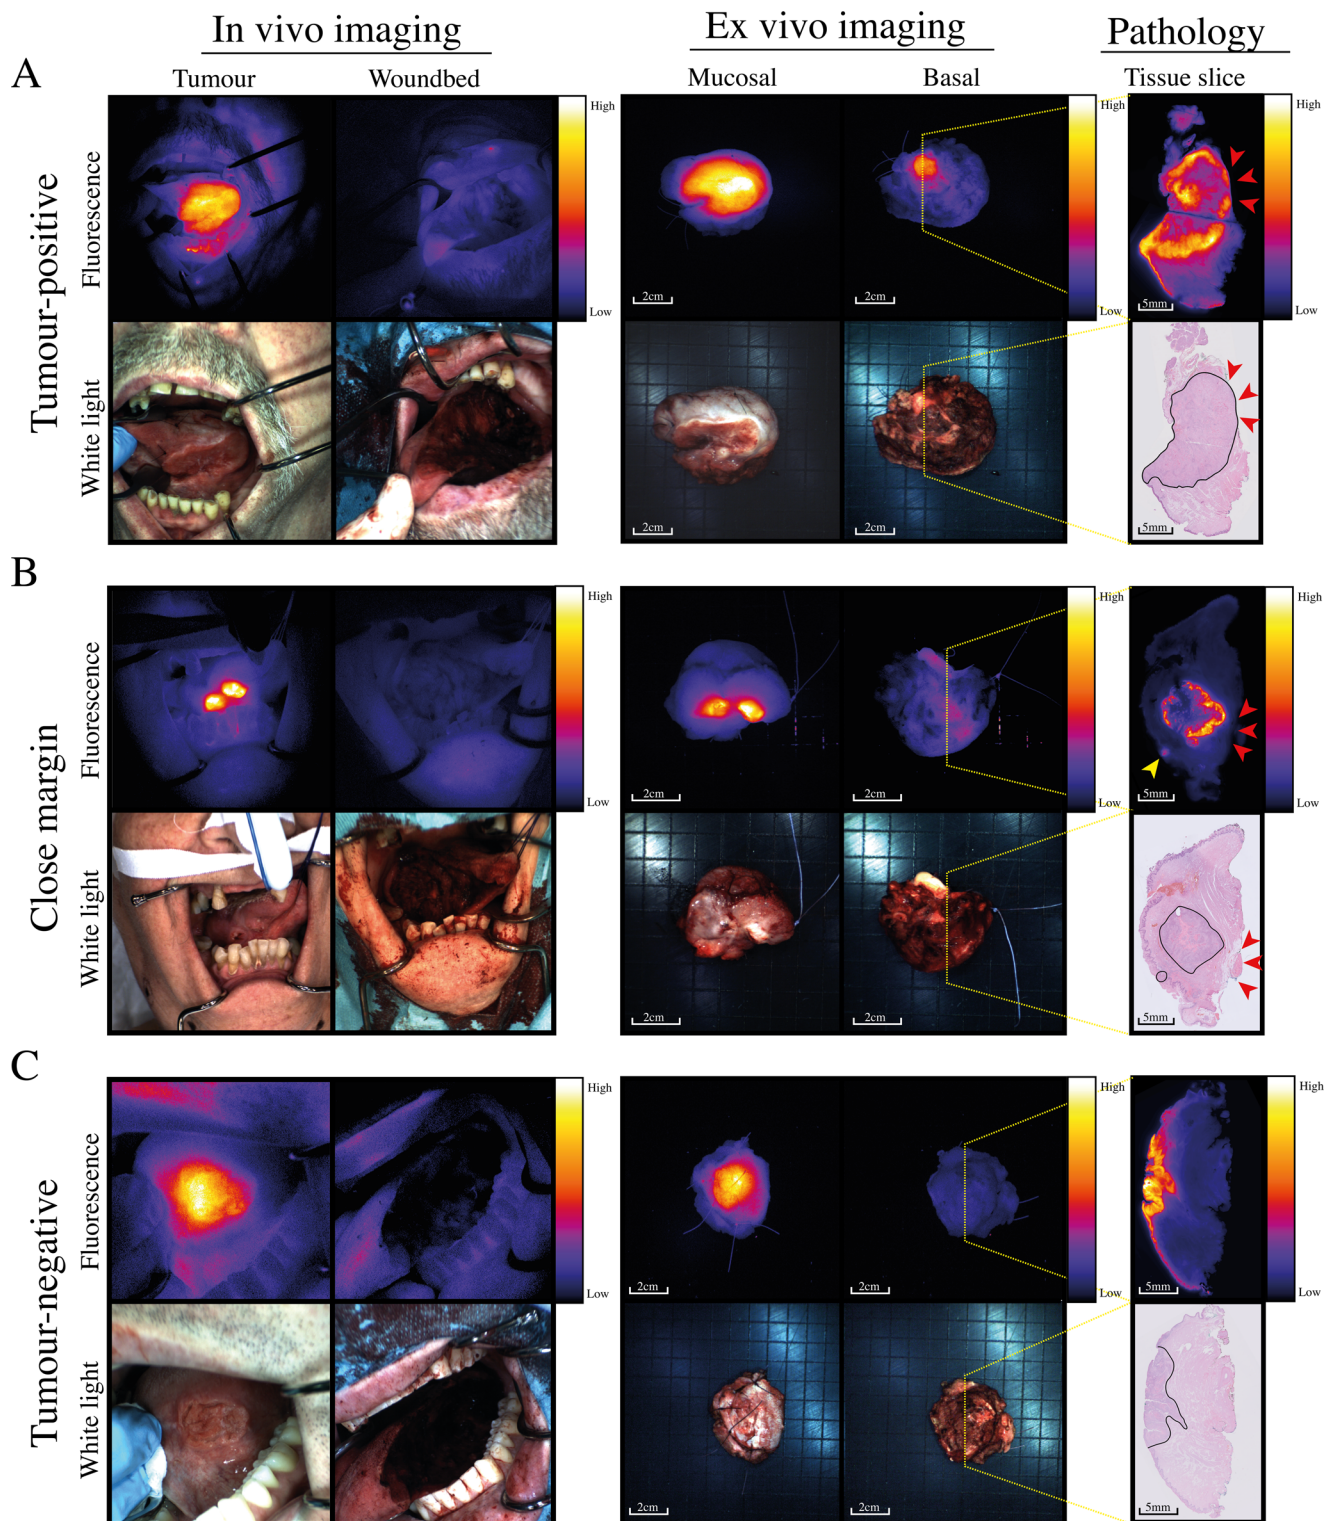 In vivo imaging
Ex vivo imaging
Pathology
A
Tumour
Woundbed
Mucosal
Basal
Tissue slice
Tumour-positive
Fluorescence
High
Low
2cm
2cm
High
Low
5mm
High
Low
White light
2cm
2cm
5mm
B
Close margin
Fluorescence
High
Low
2cm
2cm
High
Low
5mm
High
Low
White light
2cm
2cm
5mm
C
Tumour-negative
Fluorescence
High
Low
2cm
2cm
High
Low
5mm
High
Low
White light
2cm
2cm
5mm